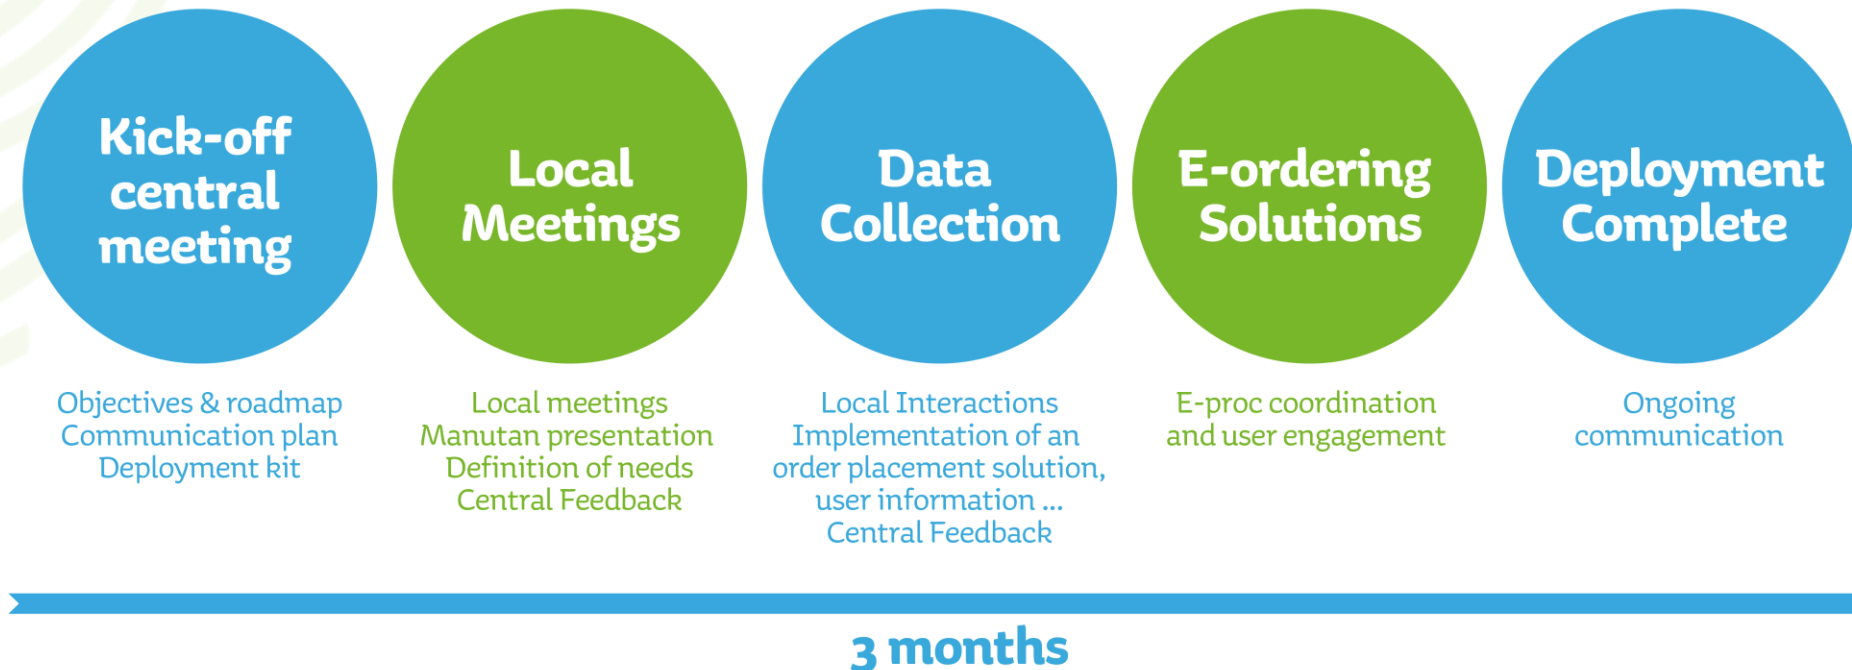 Kick-off
central
meeting
Local
Meetings
Data
Collection
E-ordering
Solutions
Deployment
Complete
Objectives & roadmap
Communication plan
Deployment kit
Local meetings
Manutan presentation
Definition of needs
Central Feedback
Local Interactions
Implementation of an
order placement solution,
user information ...
Central Feedback
E-proc coordination
and user engagement
Ongoing
communication
3 months